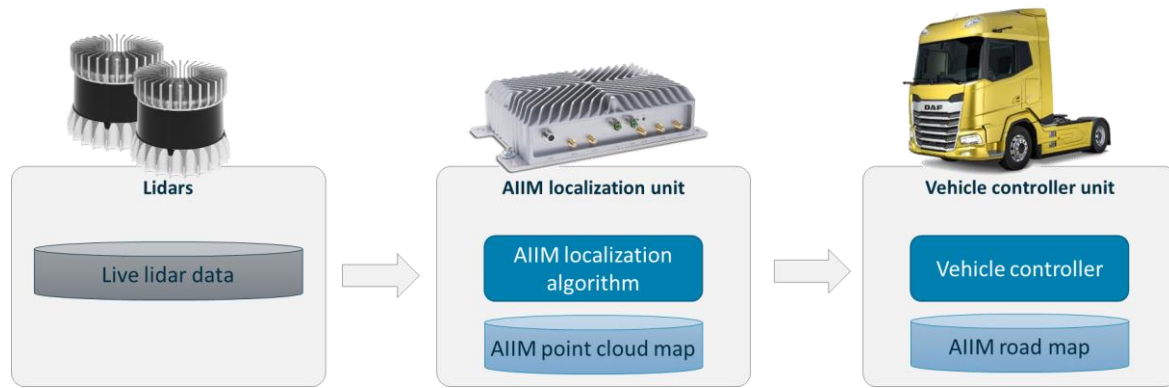 DAF
Lidars
AIIM localization unit
Vehicle controller unit
Live lidar data
AIIM localization
algorithm
Vehicle controller
AIIM point cloud map
AIIM road map